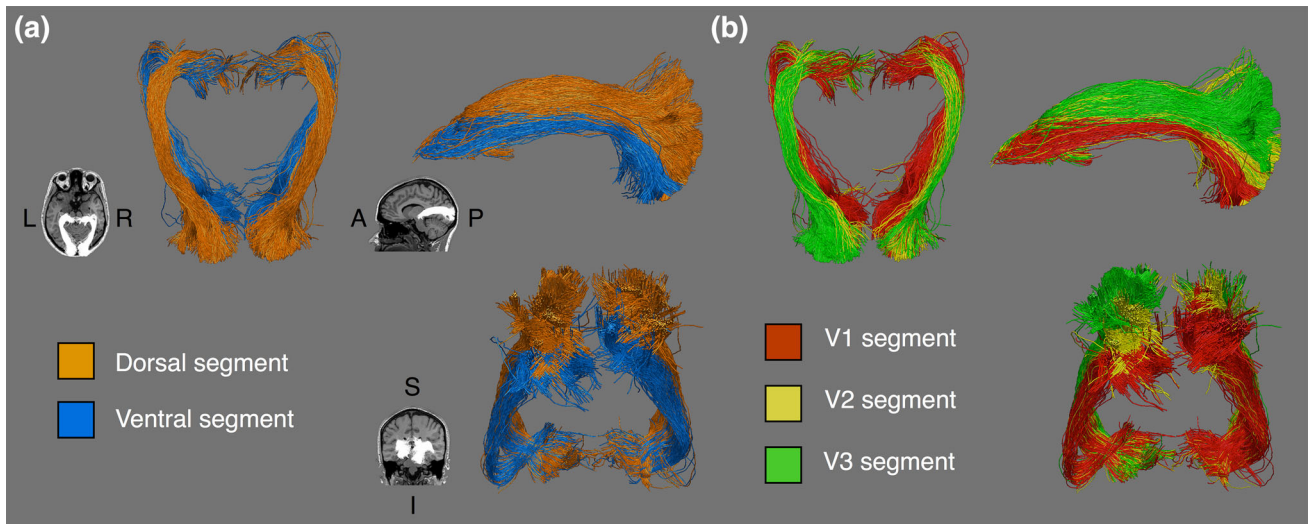 (a)
L
R
A
P
Dorsal segment
Ventral segment
S
I
(b)
V1 segment
V2 segment
V3 segment